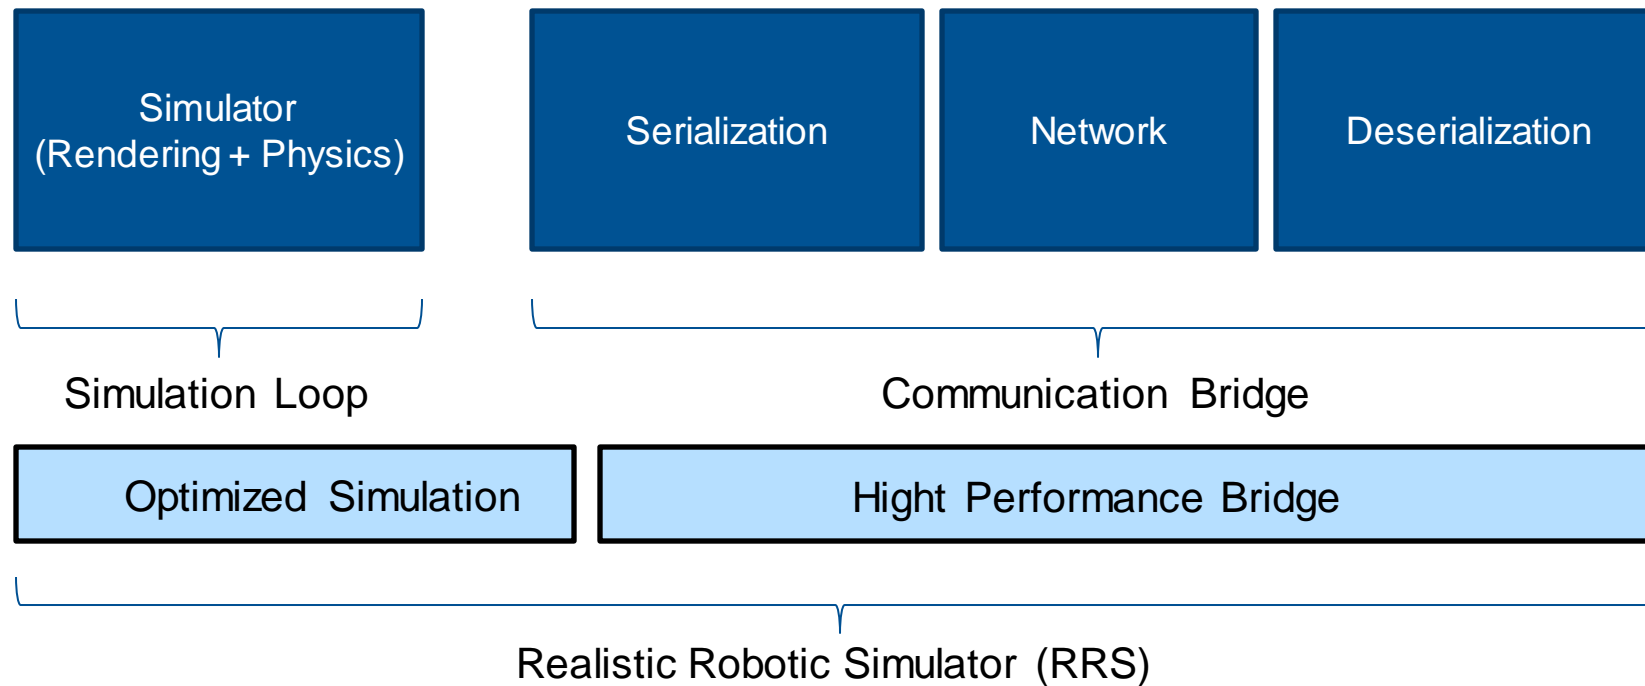 Simulator
(Rendering + Physics)
Serialization
Network
Deserialization
Simulation Loop
Communication Bridge
Optimized Simulation
Hight Performance Bridge
Realistic Robotic Simulator (RRS)